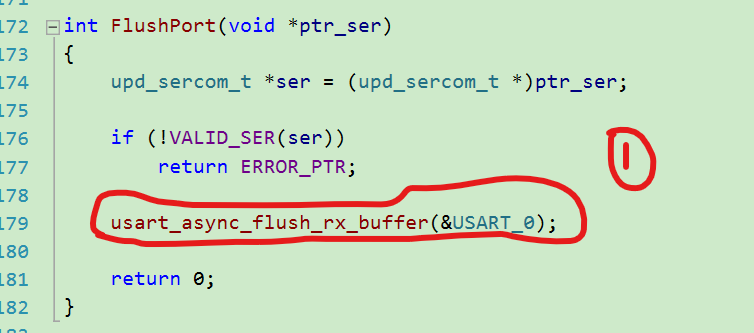 172 int FlushPort(void *ptr_ser)
173 {
174 upd_sercom_t *ser = (upd_sercom_t *)ptr_ser;
175
176 if (!VALID_SER(ser))
177 return ERROR_PTR;
178
179 usart_async_flush_rx_buffer(&USART_0);
180
181 return 0;
182 }
1